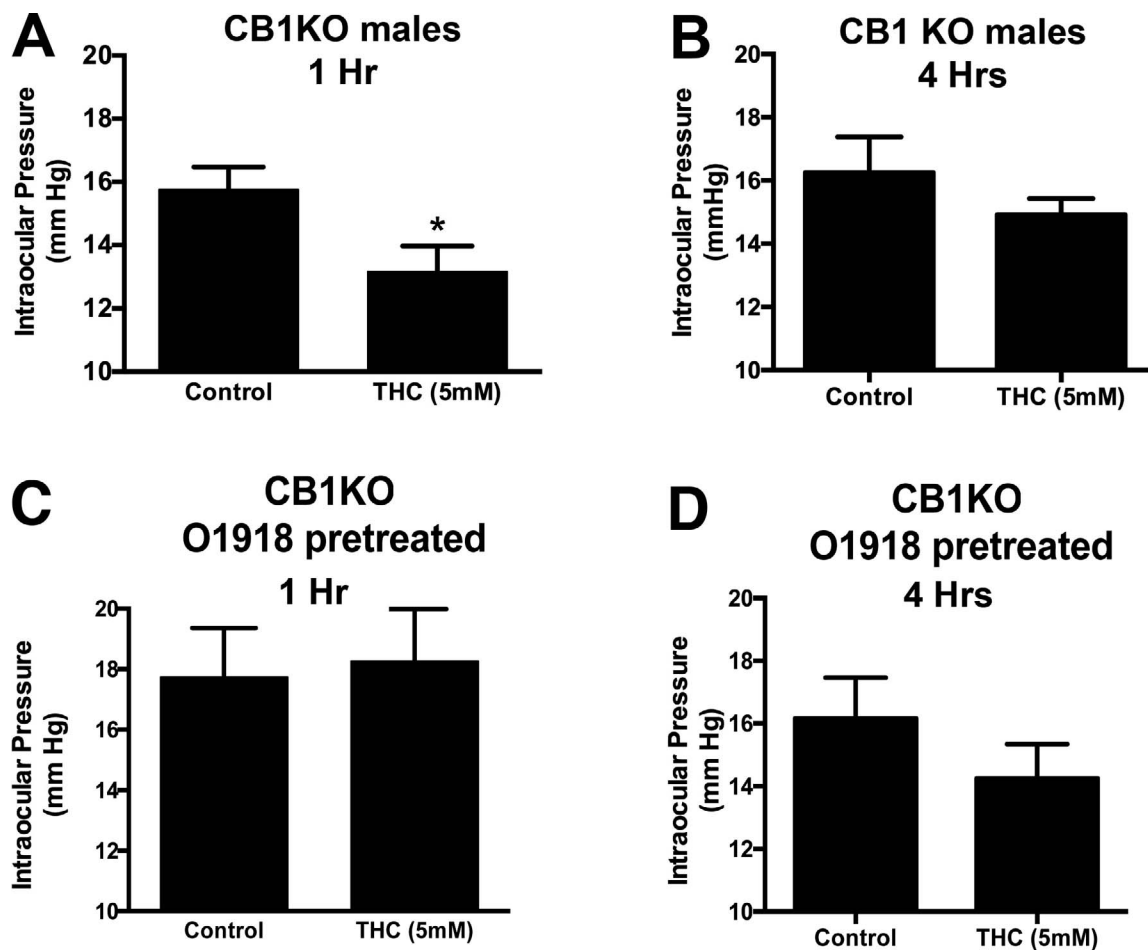 A
CB1KO males
1 Hr
Intraocular Pressure
(mm Hg)
20
18
16
14
12
10
*
Control
THC (5mM)
B
CB1 KO males
4 Hrs
Intraocular Pressure
(mmHg)
20
18
16
14
12
10
Control
THC (5mM)
C
CB1KO
O1918 pretreated
1 Hr
Intraocular Pressure
(mm Hg)
20
18
16
14
12
10
Control
THC (5mM)
D
CB1KO
O1918 pretreated
4 Hrs
Intraocular Pressure
(mm Hg)
20
18
16
14
12
10
Control
THC (5mM)